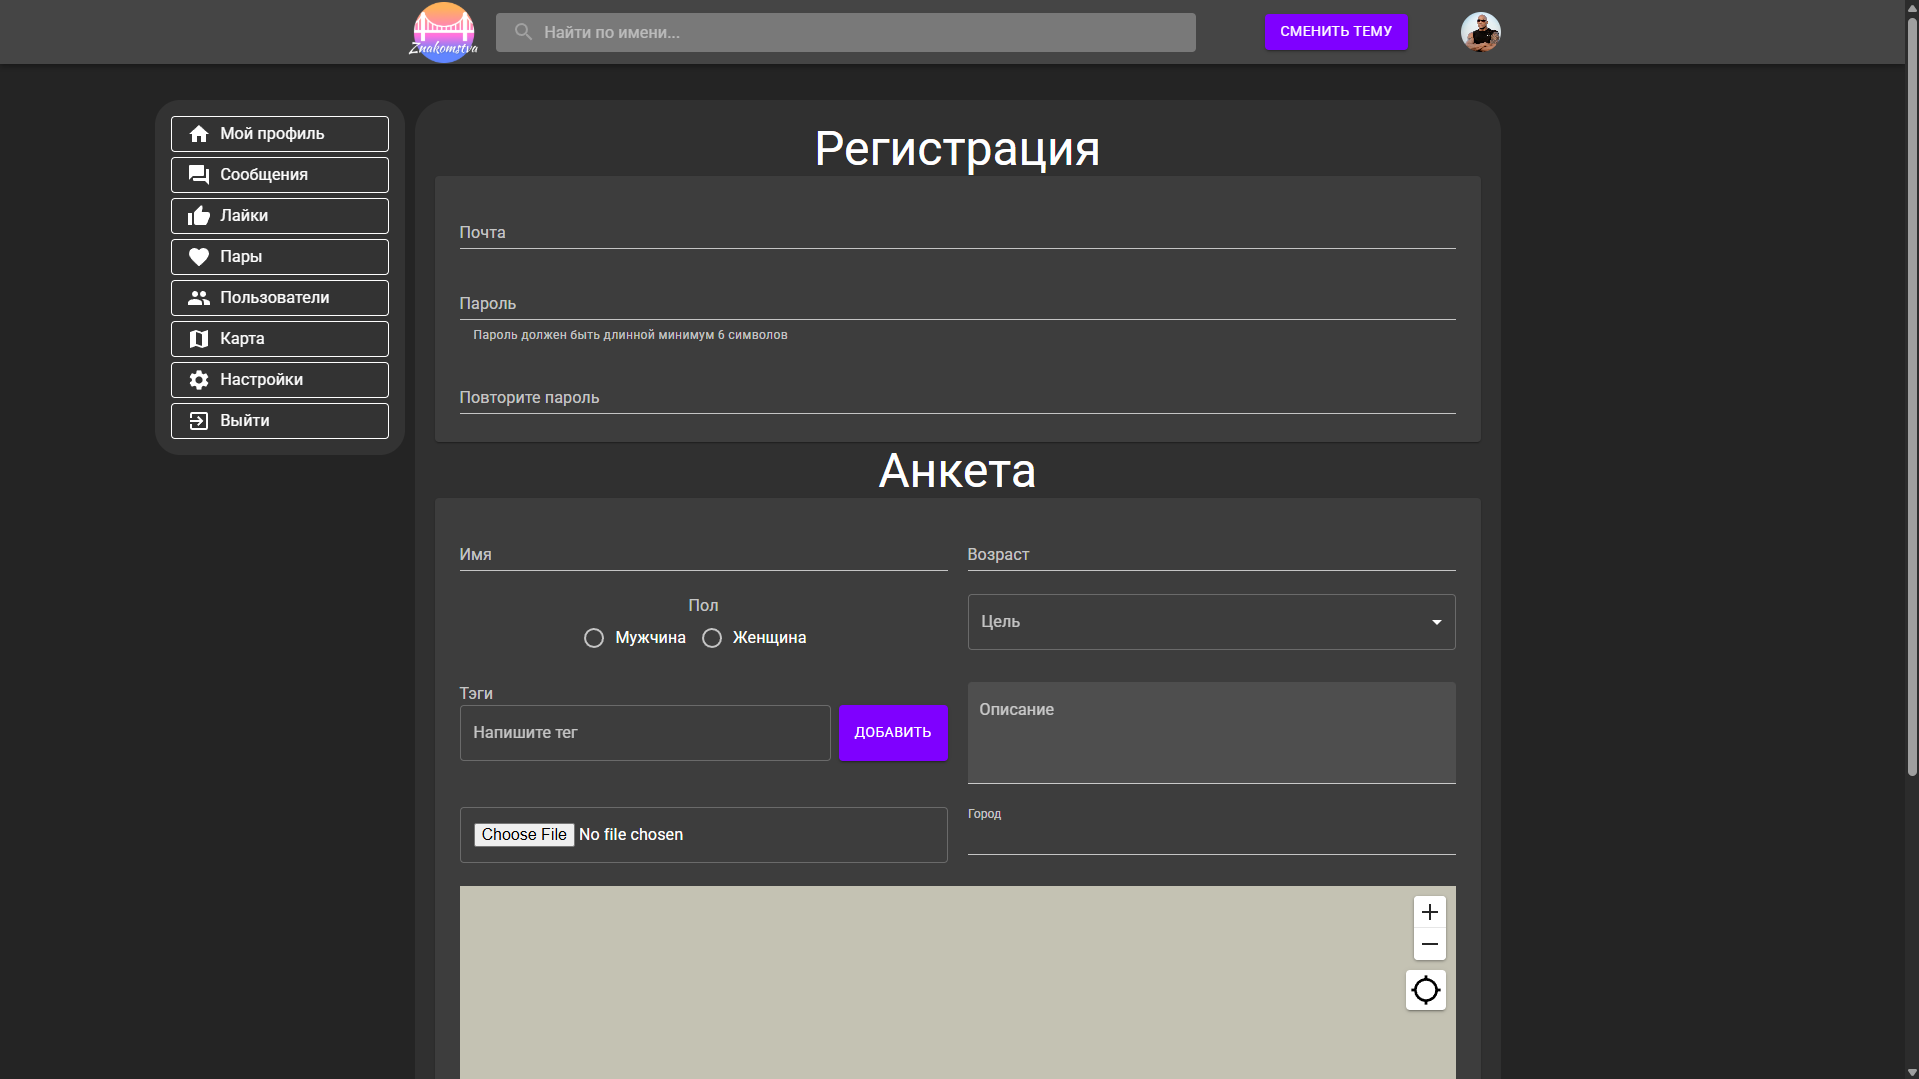 Znakomstva
Найти по имени...
СМЕНИТЬ ТЕМУ
Мой профиль
Сообщения
Лайки
Пары
Пользователи
Карта
Настройки
Выйти
Регистрация
Почта
Пароль
Пароль должен быть длинной минимум 6 символов
Повторите пароль
Анкета
Имя
Возраст
Пол
Мужчина Женщина
Цель
Тэги
Напишите тег
ДОБАВИТЬ
Описание
Choose File No file chosen
Город